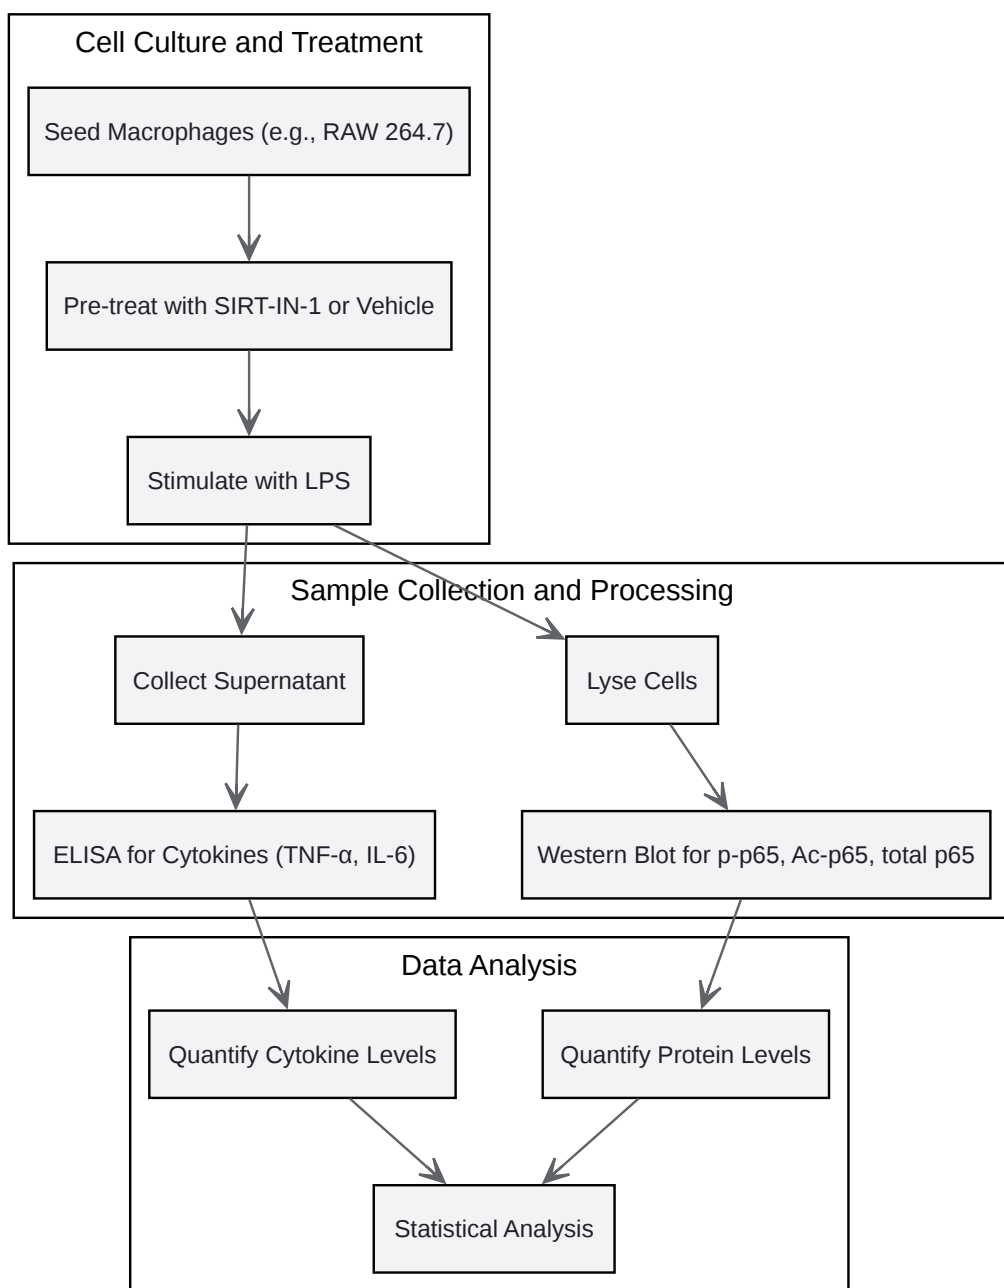 Cell Culture and Treatment
Seed Macrophages (e.g., RAW 264.7)
Pre-treat with SIRT-IN-1 or Vehicle
Stimulate with LPS
Sample Collection and Processing
Collect Supernatant
Lyse Cells
ELISA for Cytokines (TNF-α, IL-6)
Western Blot for p-p65, Ac-p65, total p65
Data Analysis
Quantify Cytokine Levels
Quantify Protein Levels
Statistical Analysis